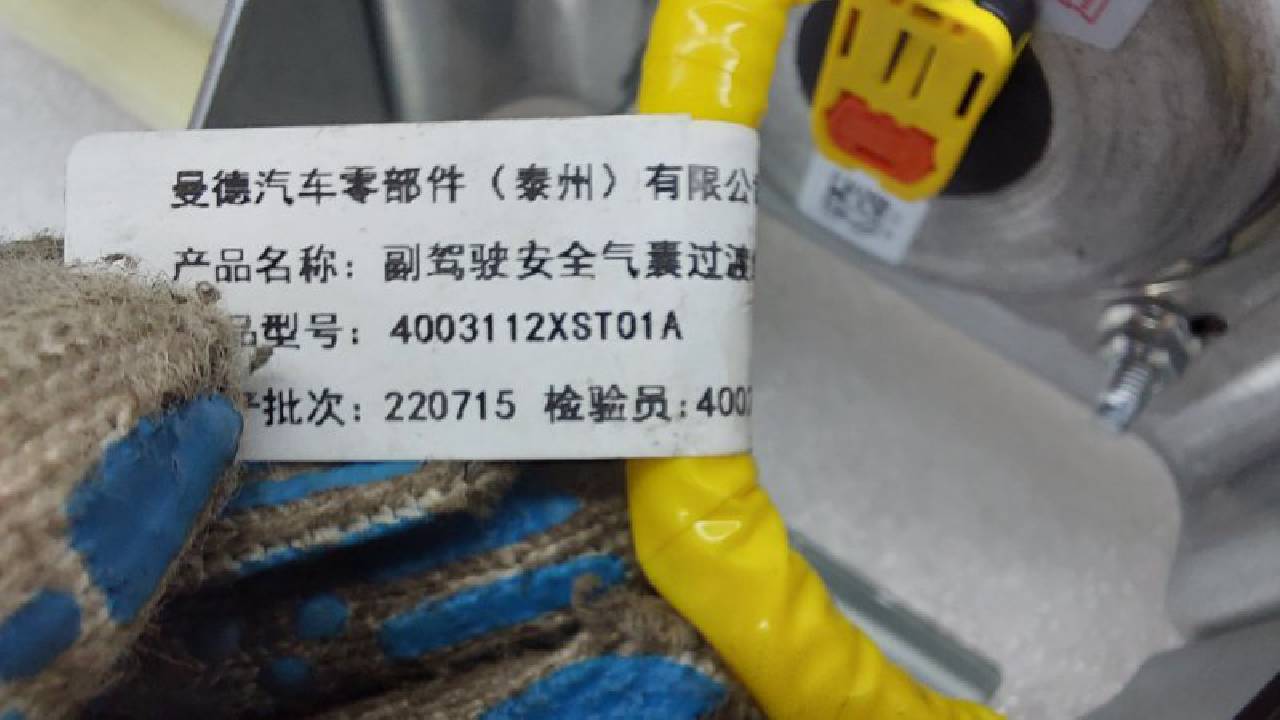 曼德汽车零部件（泰州）有限公
产品名称：副驾驶安全气囊过渡
品型号：4003112XST01A
批次：220715 检验员:400